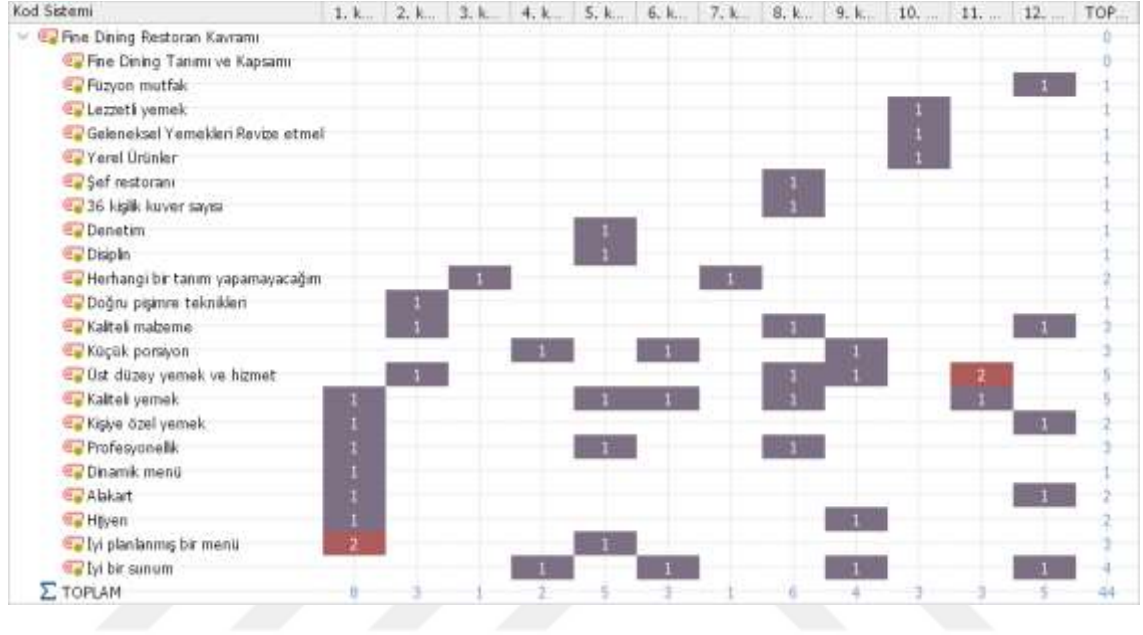 Kod Sistemi 1. k... 2. k... 3. k... 4. k... 5. k... 6. k... 7. k... 8. k... 9. k... 10. ... 11. ... 12. ... TOP...
Fine Dining Restoran Kavramı 0
Fine Dining Tanımı ve Kapsamı 0
Füzyon mutfak 1 1
Lezzetli yemek 1 1
Geleneksel Yemekleri Revize etmel 1 1
Yerel Ürünler 1 1
Şef restoranı 1 1
36 kişilik kuver sayısı 1 1
Denetim 1 1
Disiplin 1 1
Herhangi bir tanım yapamayacağım 1 1 2
Doğru pişimre teknikleri 1 1
Kaliteli malzeme 1 1 1 3
Küçük porsiyon 1 1 1 3
Üst düzey yemek ve hizmet 1 1 1 2 5
Kaliteli yemek 1 1 1 1 1 5
Kişiye özel yemek 1 1 2
Profesyonellik 1 1 1 3
Dinamik menü 1 1
Alakart 1 1 2
Hijyen 1 1 2
İyi planlanmış bir menü 2 1 3
İyi bir sunum 1 1 1 1 4
Σ TOPLAM 8 3 1 2 5 3 1 6 4 3 3 5 44